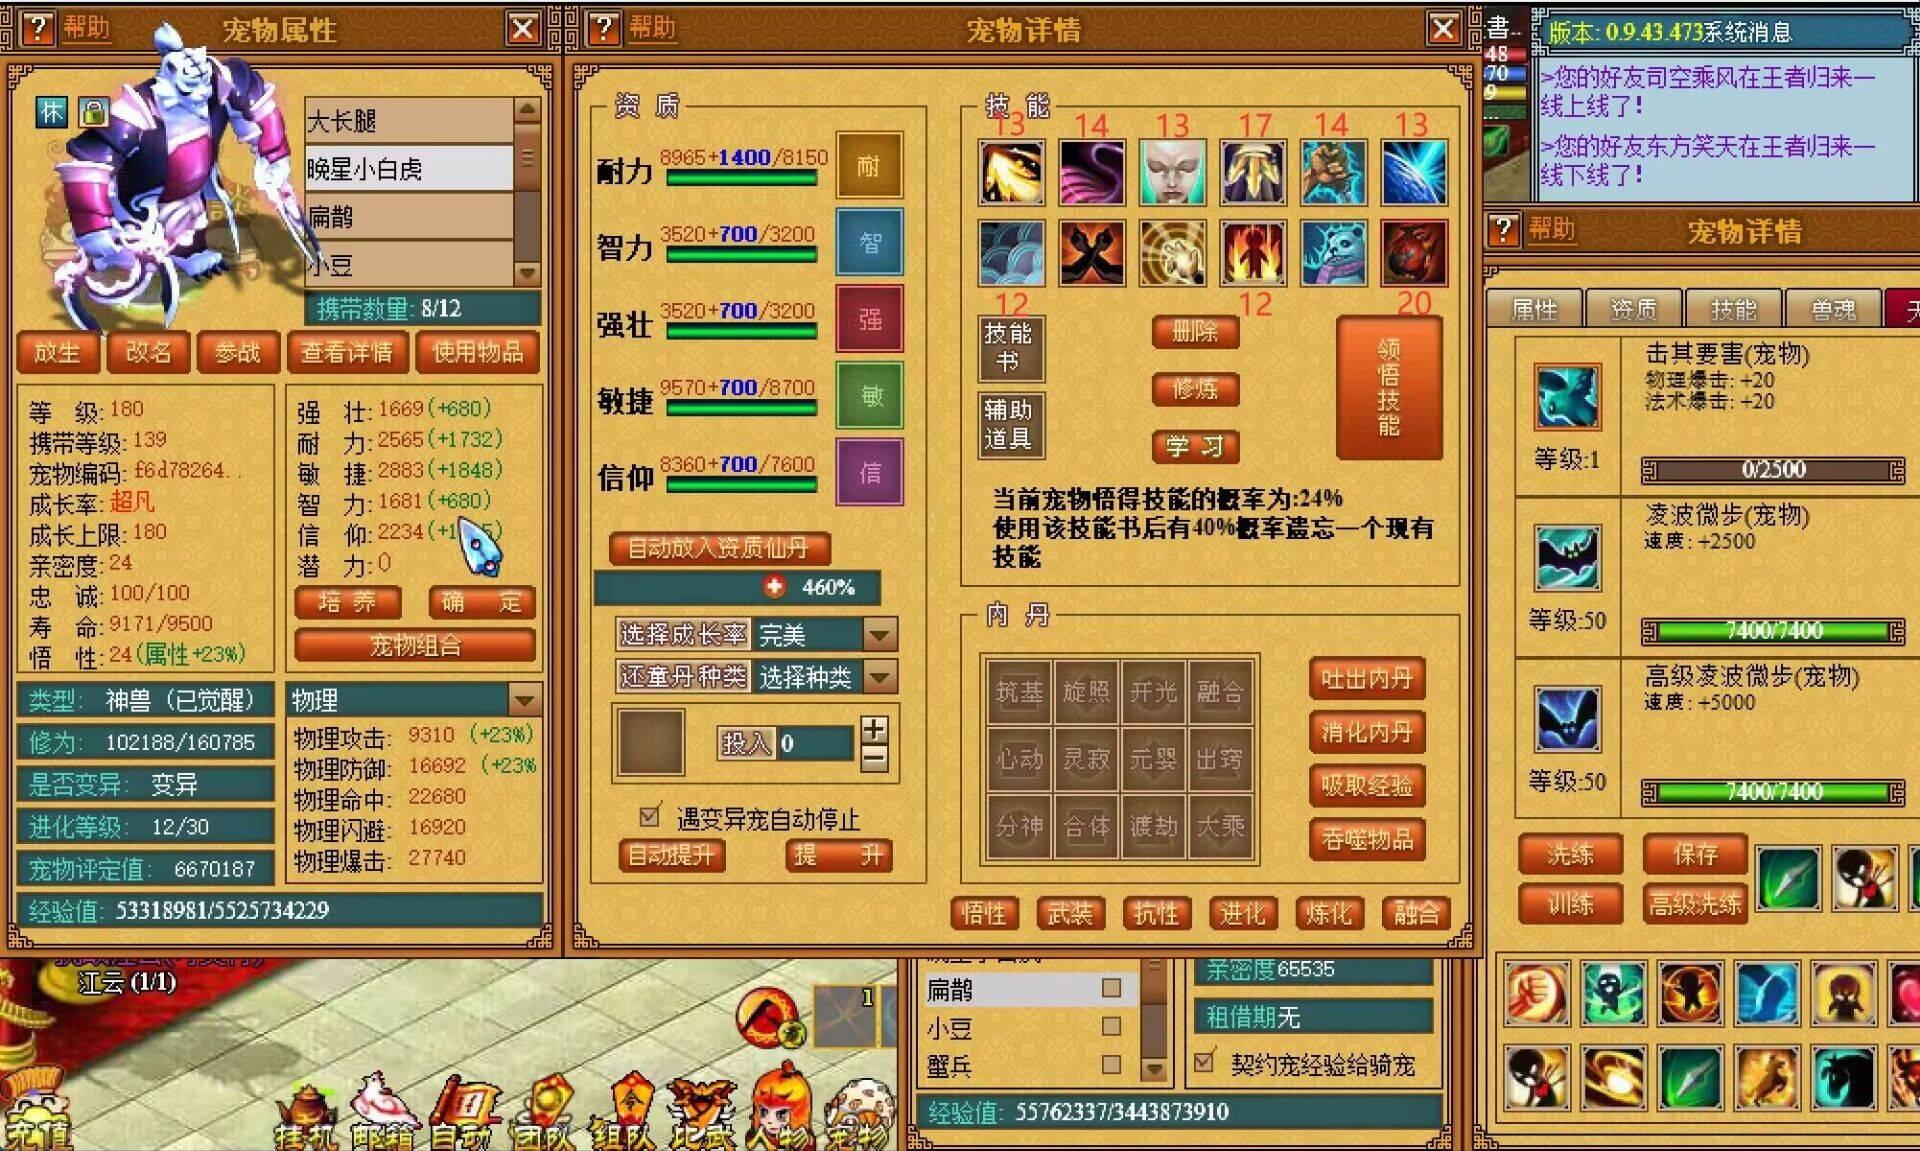 ? 帮助
宠物属性
休
大长腿
晚星小白虎
扁鹊
小豆
携带数量: 8/12
放生
改名
参战
查看详情
使用物品
等 级: 180
携带等级: 139
宠物编码: f6d78264..
成长率: 超凡
成长上限: 180
亲密度: 24
忠 诚: 100/100
寿 命: 9171/9500
悟 性: 24(属性+23%)
强 壮: 1669(+680)
耐 力: 2565(+1732)
敏 捷: 2883(+1848)
智 力: 1681(+680)
信 仰: 2234(+1
潜 力: 0
培 养
确 定
宠物组合
类型: 神兽（已觉醒）
修为: 102188/160785
是否变异: 变异
进化等级: 12/30
宠物评定值: 6670187
物理
物理攻击: 9310 (+23%)
物理防御: 16692 (+23%
物理命中: 22680
物理闪避: 16920
物理爆击: 27740
经验值: 53318981/5525734229
? 帮助
宠物详情
资 质
耐力 8965+1400/8150 耐
智力 3520+700/3200 智
强壮 3520+700/3200 强
敏捷 9570+700/8700 敏
信仰 8360+700/7600 信
自动放入资质仙丹
460%
选择成长率 完美
还童丹种类 选择种类
投入 0
遇变异宠自动停止
自动提升
提 升
技 能
13 14 13 17 14 13
12 12 20
技能书
辅助道具
删除
修炼
学 习
领悟技能
当前宠物悟得技能的概率为:24%
使用该技能书后有40%概率遗忘一个现有
技能
内 丹
筑基 旋照 开光 融合
心动 灵寂 元婴 出窍
分神 合体 渡劫 大乘
吐出内丹
消化内丹
吸取经验
吞噬物品
悟性
武装
抗性
进化
炼化
融合
書..
48
70
9
版本: 0.9.43.473系统消息
>您的好友司空乘风在王者归来一
线上线了!
>您的好友东方笑天在王者归来一
线下线了!
? 帮助
宠物详情
属性
资质
技能
兽魂
击其要害(宠物)
物理爆击: +20
法术爆击: +20
等级:1
0/2500
凌波微步(宠物)
速度: +2500
等级:50
7400/7400
高级凌波微步(宠物)
速度: +5000
等级:50
7400/7400
洗练
保存
训练
高级洗练
江云 (1/1)
1
充值
挂机
邮箱
自动
团队
组队
比武
人物
宠物
扁鹊
小豆
蟹兵
亲密度65535
租借期无
契约宠经验给骑宠
经验值: 55762337/3443873910